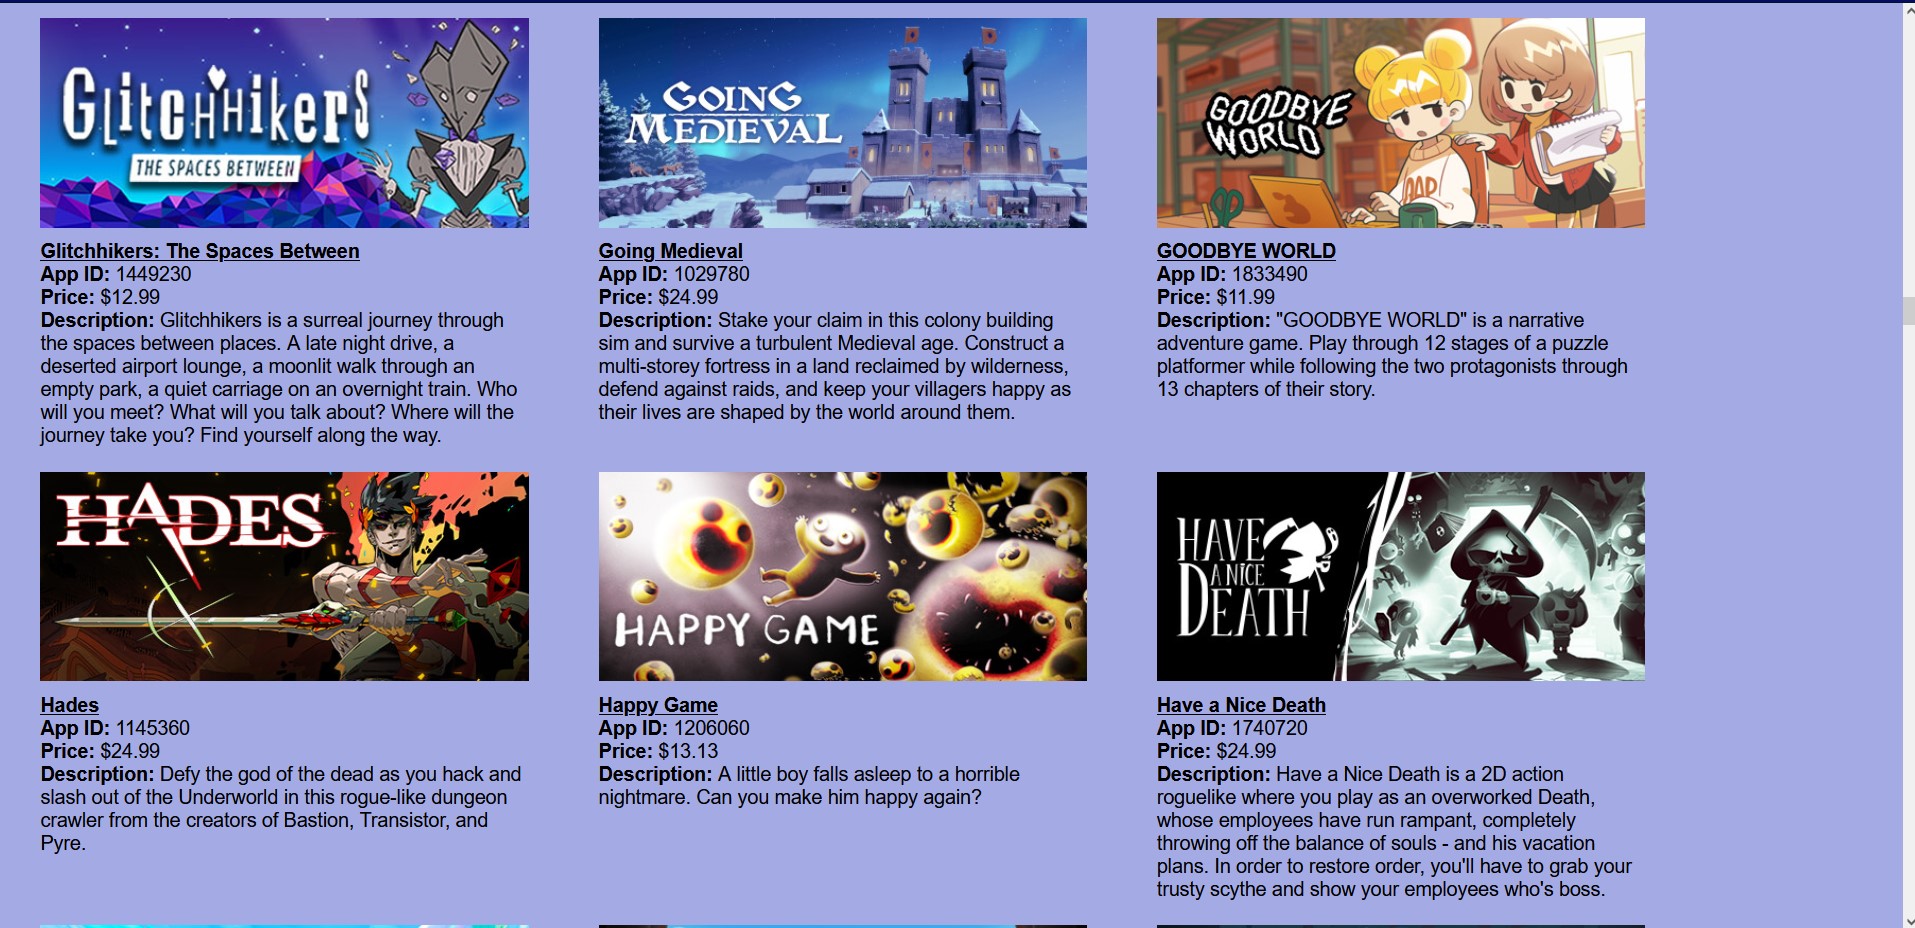 GLitcHHikerS
THE SPACES BETWEEN
GOING
MEDIEVAL
GOODBYE
WORLD
Glitchhikers: The Spaces Between
App ID: 1449230
Price: $12.99
Description: Glitchhikers is a surreal journey through
the spaces between places. A late night drive, a
deserted airport lounge, a moonlit walk through an
empty park, a quiet carriage on an overnight train. Who
will you meet? What will you talk about? Where will the
journey take you? Find yourself along the way.
Going Medieval
App ID: 1029780
Price: $24.99
Description: Stake your claim in this colony building
sim and survive a turbulent Medieval age. Construct a
multi-storey fortress in a land reclaimed by wilderness,
defend against raids, and keep your villagers happy as
their lives are shaped by the world around them.
GOODBYE WORLD
App ID: 1833490
Price: $11.99
Description: "GOODBYE WORLD" is a narrative
adventure game. Play through 12 stages of a puzzle
platformer while following the two protagonists through
13 chapters of their story.
HADES
HAPPY GAME
HAVE
A NICE
DEATH
Hades
App ID: 1145360
Price: $24.99
Description: Defy the god of the dead as you hack and
slash out of the Underworld in this rogue-like dungeon
crawler from the creators of Bastion, Transistor, and
Pyre.
Happy Game
App ID: 1206060
Price: $13.13
Description: A little boy falls asleep to a horrible
nightmare. Can you make him happy again?
Have a Nice Death
App ID: 1740720
Price: $24.99
Description: Have a Nice Death is a 2D action
roguelike where you play as an overworked Death,
whose employees have run rampant, completely
throwing off the balance of souls - and his vacation
plans. In order to restore order, you'll have to grab your
trusty scythe and show your employees who's boss.